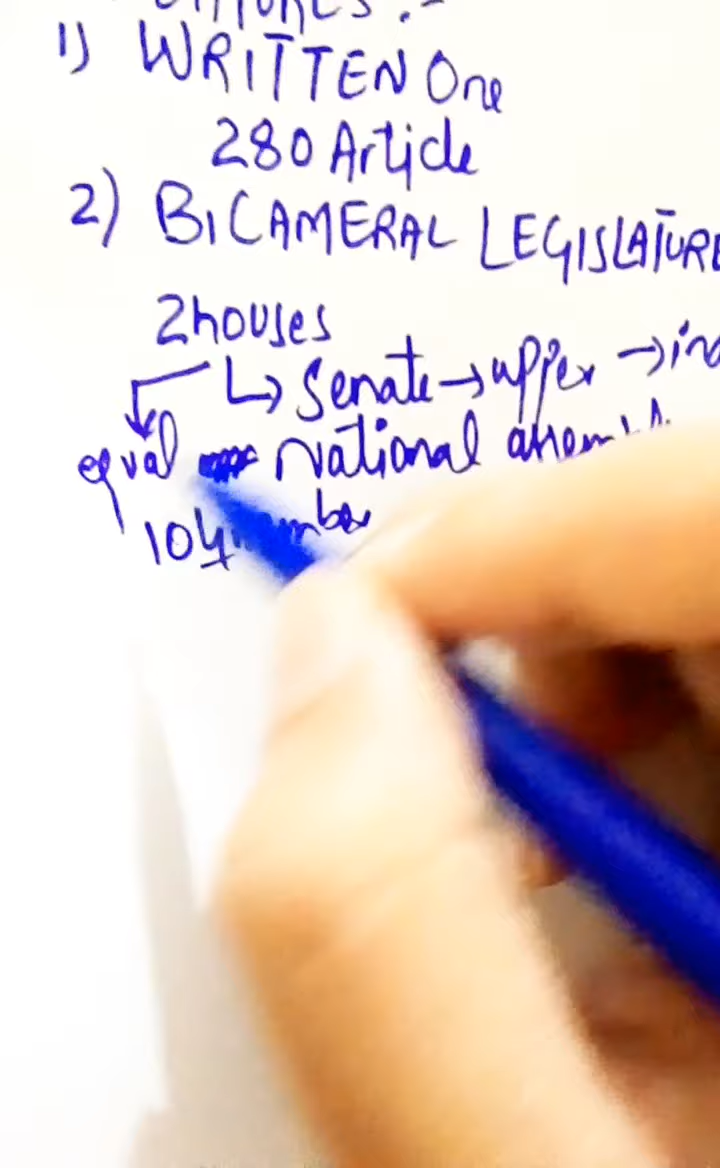 1) WRITTEN One
280 Article
2) BICAMERAL LEGISLATURE
2houses
↳ Senate → upper →
equal National
104